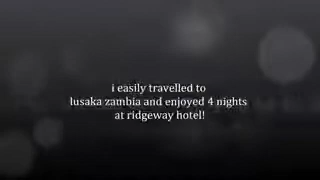 i easily travelled to
lusaka zambia and enjoyed 4 nights
at ridgeway hotel!